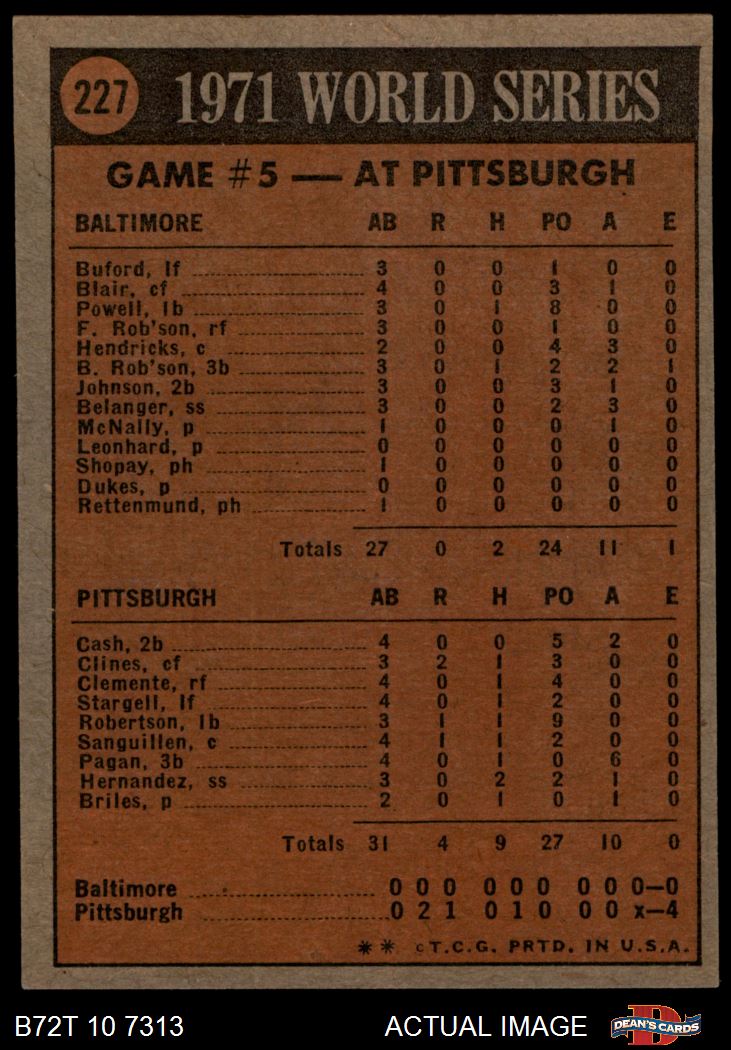 227 1971 WORLD SERIES
GAME #5 — AT PITTSBURGH
BALTIMORE AB R H PO A E
Buford, lf 3 0 0 1 0 0
Blair, cf 4 0 0 3 1 0
Powell, 1b 3 0 1 8 0 0
F. Rob'son, rf 3 0 0 1 0 0
Hendricks, c 2 0 0 4 3 0
B. Rob'son, 3b 3 0 1 2 2 1
Johnson, 2b 3 0 0 3 1 0
Belanger, ss 3 0 0 2 3 0
McNally, p 1 0 0 0 1 0
Leonhard, p 0 0 0 0 0 0
Shopay, ph 1 0 0 0 0 0
Dukes, p 0 0 0 0 0 0
Rettenmund, ph 1 0 0 0 0 0
Totals 27 0 2 24 11 1
PITTSBURGH AB R H PO A E
Cash, 2b 4 0 0 5 2 0
Clines, cf 3 2 1 3 0 0
Clemente, rf 4 0 1 4 0 0
Stargell, lf 4 0 1 2 0 0
Robertson, 1b 3 1 1 9 0 0
Sanguillen, c 4 1 1 2 0 0
Pagan, 3b 4 0 1 0 6 0
Hernandez, ss 3 0 2 2 1 0
Briles, p 2 0 1 0 1 0
Totals 31 4 9 27 10 0
Baltimore 0 0 0 0 0 0 0 0 0—0
Pittsburgh 0 2 1 0 1 0 0 0 x—4
** © T.C.G. PRTD. IN U.S.A.
B72T 10 7313 ACTUAL IMAGE D DEAN'S CARDS